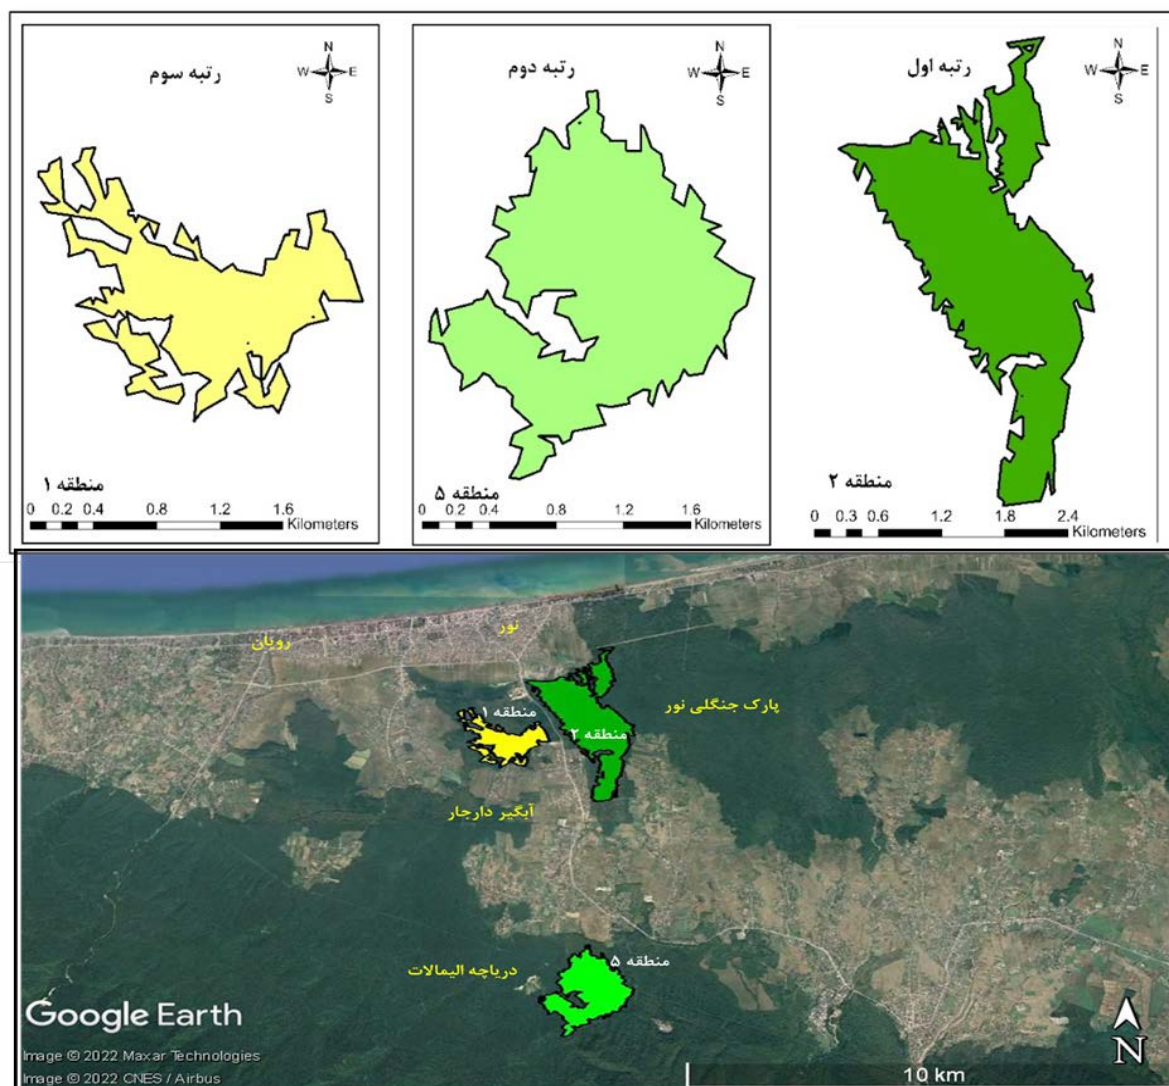 رتبه سوم
N
W E
S
منطقه ۱
0 0.2 0.4 0.8 1.2 1.6
Kilometers
رتبه دوم
N
W E
S
منطقه ۵
0 0.2 0.4 0.8 1.2 1.6
Kilometers
رتبه اول
N
W E
S
منطقه ۲
0 0.3 0.6 1.2 1.8 2.4
Kilometers
رویان
نور
منطقه ۱
منطقه ۲
پارک جنگلی نور
آبگیر دارجار
منطقه ۵
دریاچه الیمالات
Google Earth
Image © 2022 Maxar Technologies
Image © 2022 CNES / Airbus
10 km
N